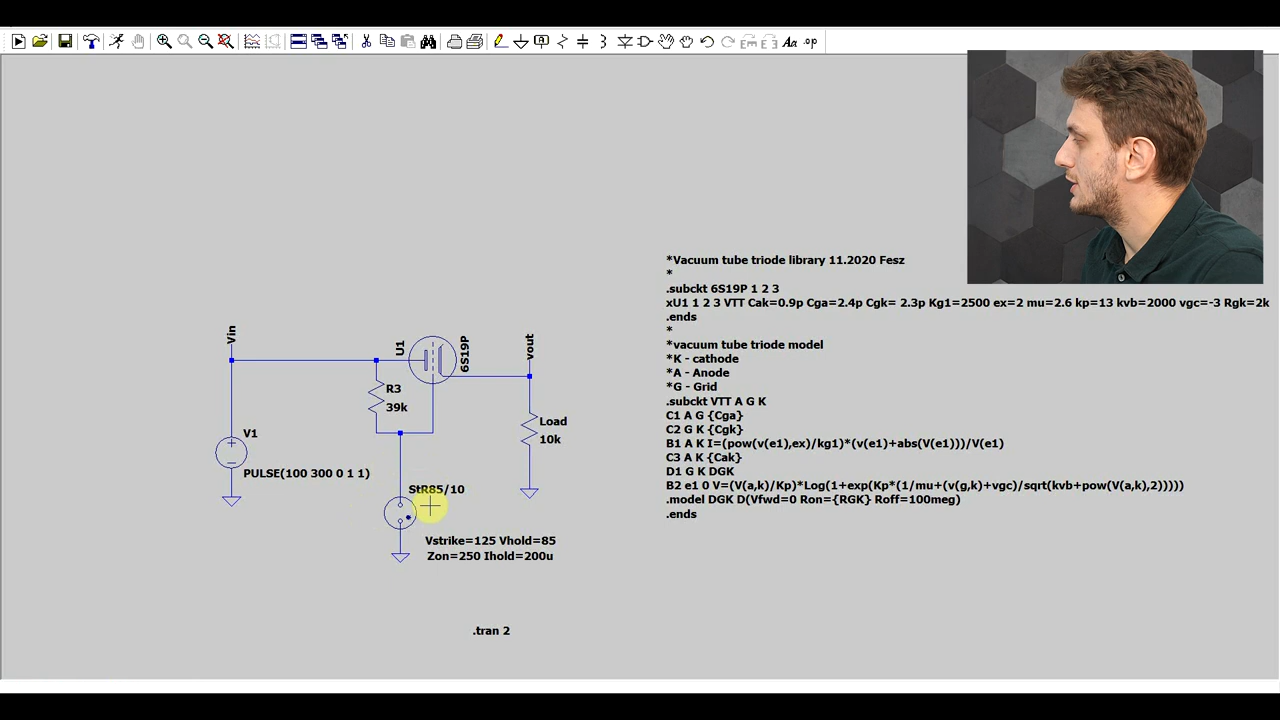 *Vacuum tube triode library 11.2020 Fesz
*
.subckt 6S19P 1 2 3
xU1 1 2 3 VTT Cak=0.9p Cga=2.4p Cgk= 2.3p Kg1=2500 ex=2 mu=2.6 kp=13 kvb=2000 vgc=-3 Rgk=2k
.ends
*
*vacuum tube triode model
*K - cathode
*A - Anode
*G - Grid
.subckt VTT A G K
C1 A G {Cga}
C2 G K {Cgk}
B1 A K I=(pow(v(e1),ex)/kg1)*(v(e1)+abs(V(e1)))/V(e1)
C3 A K {Cak}
D1 G K DGK
B2 e1 0 V=(V(a,k)/Kp)*Log(1+exp(Kp*(1/mu+(v(g,k)+vgc)/sqrt(kvb+pow(V(a,k),2)))))
.model DGK D(Vfwd=0 Ron={RGK} Roff=100meg)
.ends
Vin
U1
6S19P
vout
R3
39k
Load
10k
V1
PULSE(100 300 0 1 1)
StR85/10
Vstrike=125 Vhold=85
Zon=250 Ihold=200u
.tran 2
Aa
.op